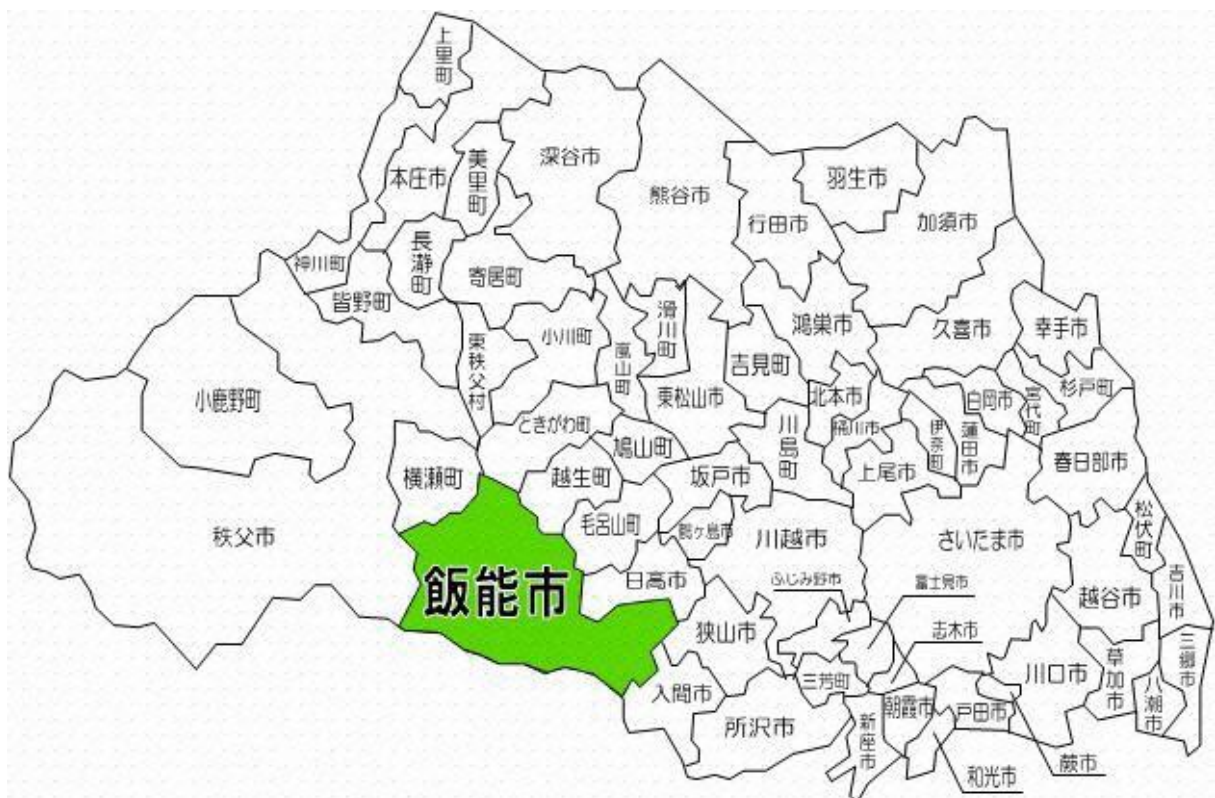 上里町
本庄市
美里町
深谷市
熊谷市
行田市
羽生市
加須市
神川町
長瀞町
皆野町
寄居町
小川町
東秩父村
嵐山町
滑川町
東松山市
吉見町
鴻巣市
久喜市
幸手市
杉戸町
宮代町
白岡市
蓮田市
伊奈町
桶川市
北本市
上尾市
川島町
春日部市
小鹿野町
ときがわ町
鳩山町
坂戸市
横瀬町
越生町
毛呂山町
鶴ヶ島市
川越市
さいたま市
松伏町
秩父市
飯能市
日高市
ふじみ野市
富士見市
越谷市
吉川市
狭山市
志木市
入間市
三芳町
川口市
草加市
三郷市
八潮市
所沢市
新座市
朝霞市
戸田市
和光市
蕨市